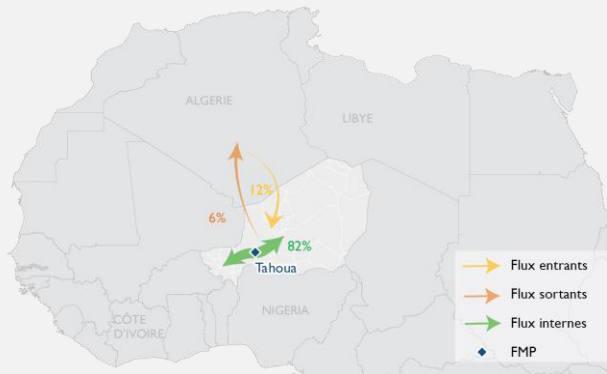 ALGERIE
LIBYE
12%
6%
82%
Tahoua
CÔTE
D'IVOIRE
NIGERIA
Flux entrants
Flux sortants
Flux internes
FMP